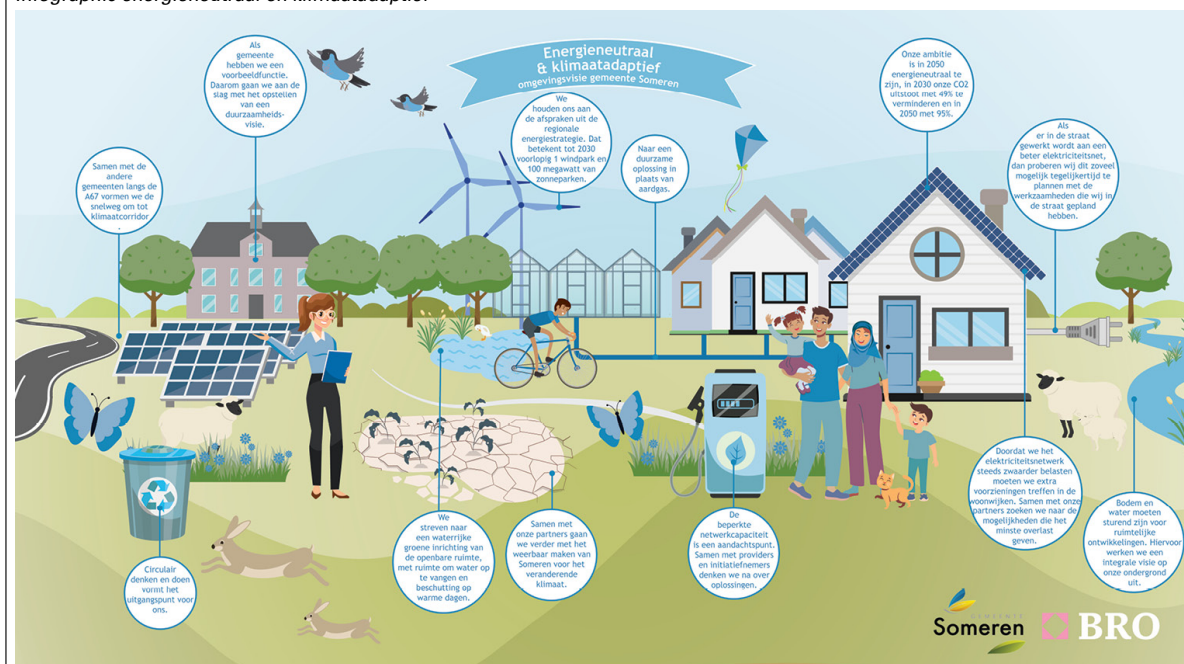 Infographic energieneutraal en klimaatadaptief
Energieneutraal
& klimaatadaptief
omgevingsvisie gemeente Someren
Als
gemeente
hebben we een
voorbeeldfunctie.
Daarom gaan we aan de
slag met het opstellen
van een
duurzaamheids-
visie.
We
houden ons aan
de afspraken uit de
regionale
energiestrategie. Dat
betekent tot 2030
voorlopig 1 windpark en
100 megawatt van
zonneparken.
Onze ambitie
is in 2050
energieneutraal te
zijn, in 2030 onze CO2
uitstoot met 49% te
verminderen en in
2050 met 95%.
Als
er in de straat
gewerkt wordt aan een
beter elektriciteitsnet,
dan proberen wij dit zoveel
mogelijk tegelijkertijd te
plannen met de
werkzaamheden die wij in
de straat gepland
hebben.
Naar een
duurzame
oplossing in
plaats van
aardgas.
Samen met de
andere
gemeenten langs de
A67 vormen we de
snelweg om tot
klimaatcorridor
.
Circulair
denken en doen
vormt het
uitgangspunt voor
ons.
We
streven naar
een waterrijke
groene inrichting van
de openbare ruimte,
met ruimte om water op
te vangen en
beschutting op
warme dagen.
Samen met
onze partners gaan
we verder met het
weerbaar maken van
Someren voor het
veranderende
klimaat.
De
beperkte
netwerkcapaciteit
is een aandachtspunt.
Samen met providers
en initiatiefnemers
denken we na over
oplossingen.
Doordat we het
elektriciteitsnetwerk
steeds zwaarder belasten
moeten we extra
voorzieningen treffen in de
woonwijken. Samen met onze
partners zoeken we naar de
mogelijkheden die het
minste overlast
geven.
Bodem en
water moeten
sturend zijn voor
ruimtelijke
ontwikkelingen. Hiervoor
werken we een
integrale visie op
onze ondergrond
uit.
GEMEENTE
Someren
BRO